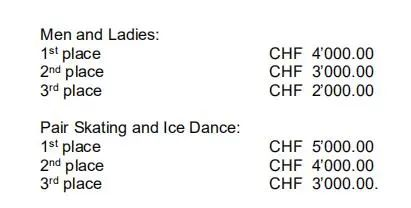 Men and Ladies:
1st place CHF 4’000.00
2nd place CHF 3’000.00
3rd place CHF 2’000.00
Pair Skating and Ice Dance:
1st place CHF 5’000.00
2nd place CHF 4’000.00
3rd place CHF 3’000.00.